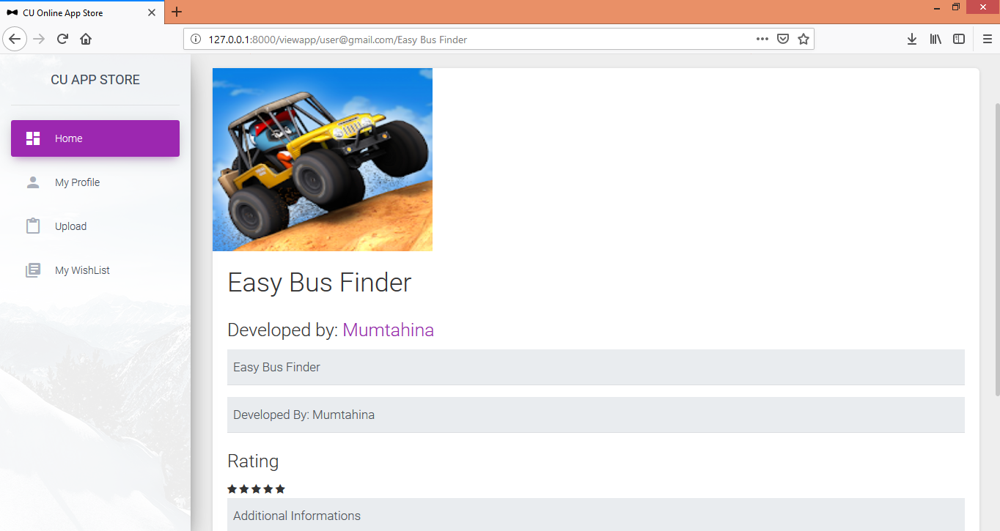 CU Online App Store
127.0.0.1:8000/viewapp/user@gmail.com/Easy Bus Finder
CU APP STORE
Home
My Profile
Upload
My WishList
Easy Bus Finder
Developed by: Mumtahina
Easy Bus Finder
Developed By: Mumtahina
Rating
Additional Informations